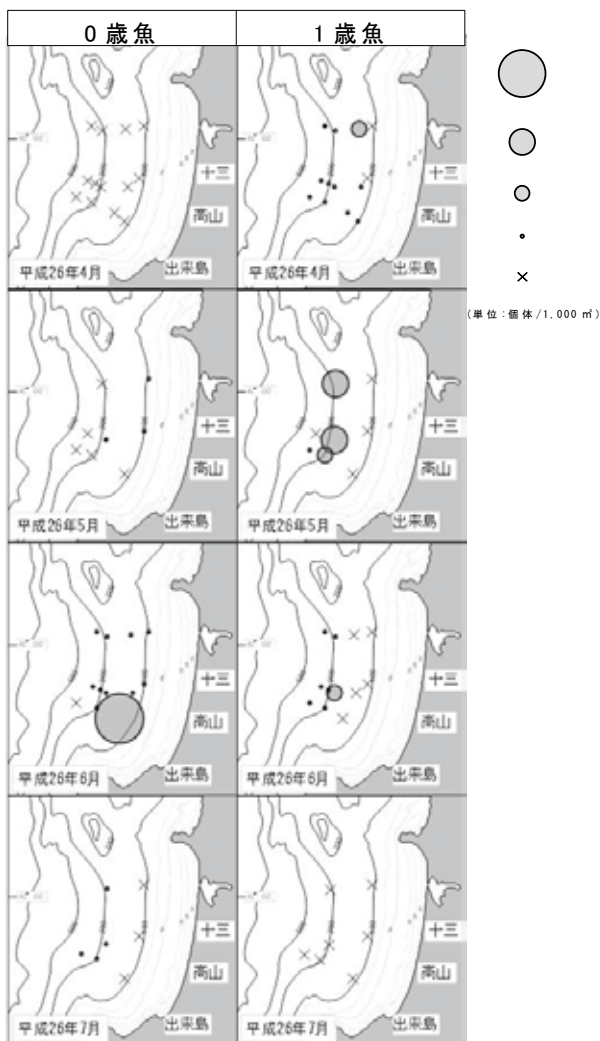 0歳魚
1歳魚
十三
高山
出来島
平成26年4月
十三
高山
出来島
平成26年4月
(単位:個体/1,000 ㎡)
十三
高山
出来島
平成26年5月
十三
高山
出来島
平成26年5月
十三
高山
出来島
平成26年6月
十三
高山
出来島
平成26年6月
十三
高山
出来島
平成26年7月
十三
高山
出来島
平成26年7月